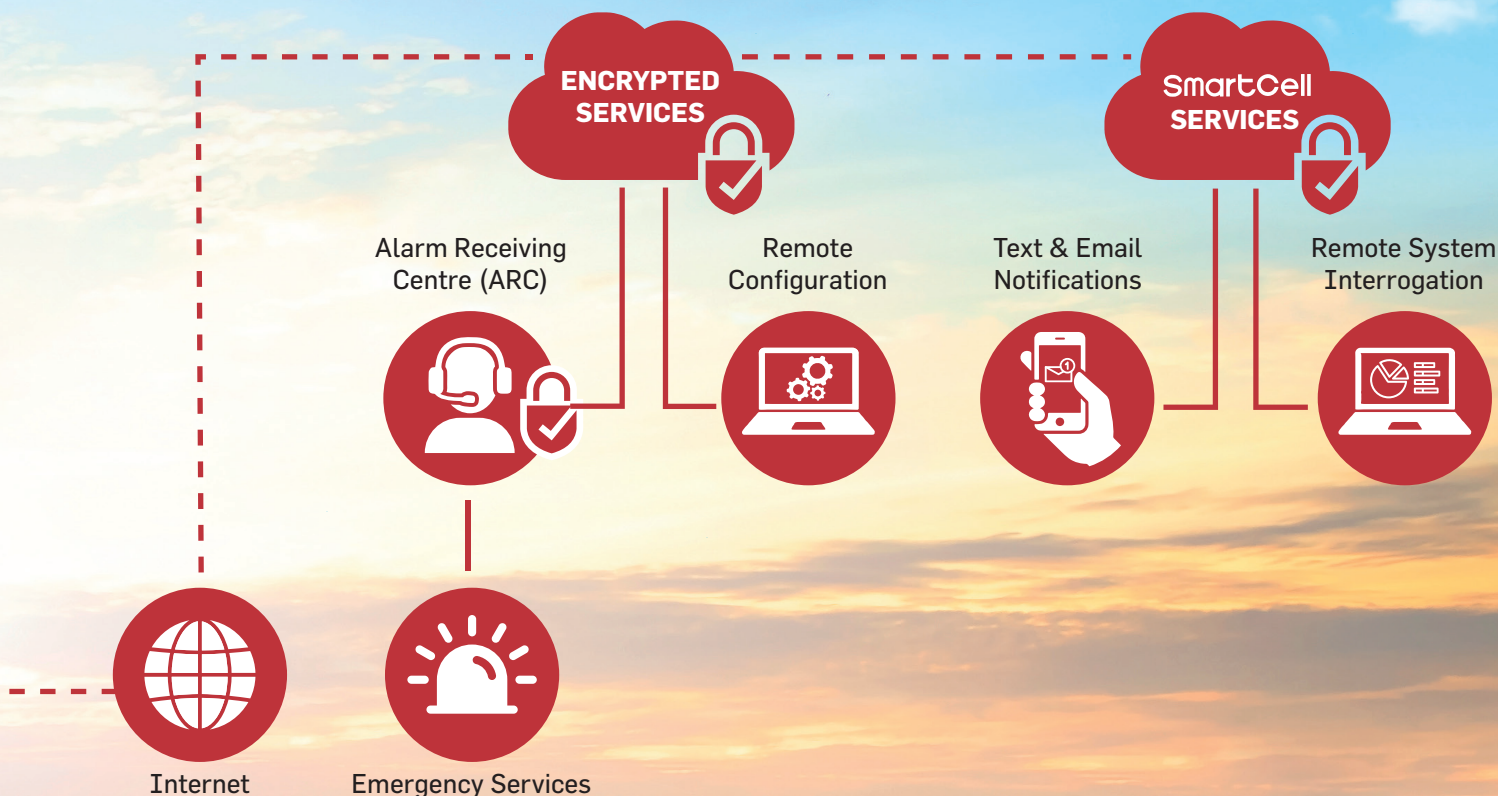 ENCRYPTED
SERVICES
SmartCell
SERVICES
Alarm Receiving
Centre (ARC)
Remote
Configuration
Text & Email
Notifications
Remote System
Interrogation
1
Internet
Emergency Services